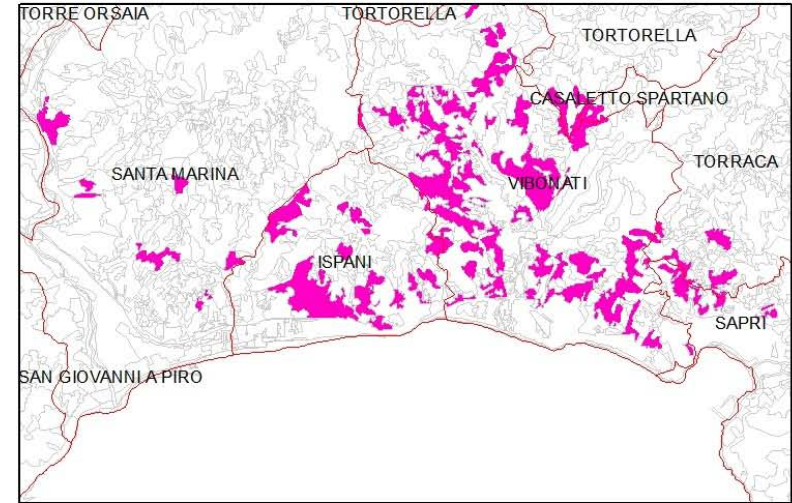 TORRE ORSAIA
TORTORELLA
TORTORELLA
CASALETTO SPARTANO
TORRACA
SANTA MARINA
VIBONATI
ISPANI
SAPRI
SAN GIOVANNI A PIRO